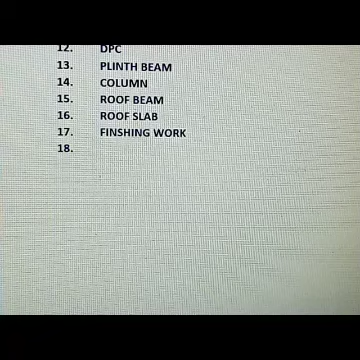 12. DPC
13. PLINTH BEAM
14. COLUMN
15. ROOF BEAM
16. ROOF SLAB
17. FINSHING WORK
18.